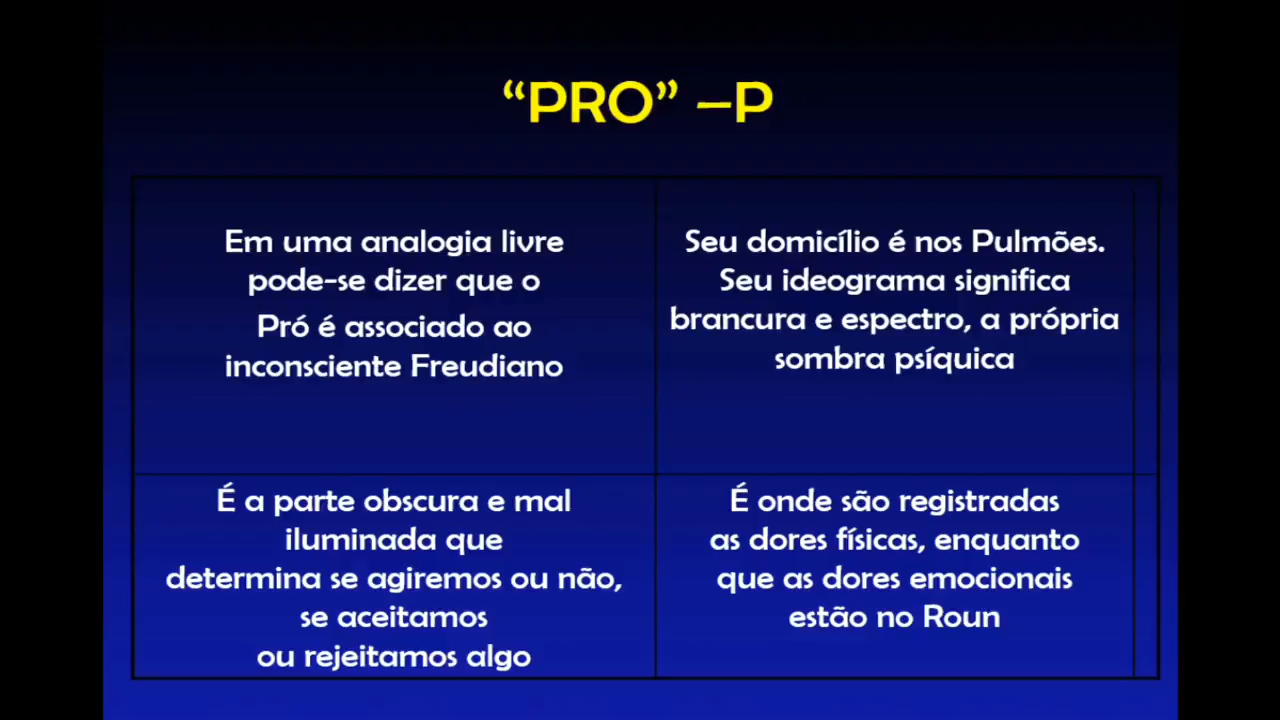 “PRO” –P
Em uma analogia livre
pode-se dizer que o
Pró é associado ao
inconsciente Freudiano
Seu domicílio é nos Pulmões.
Seu ideograma significa
brancura e espectro, a própria
sombra psíquica
É a parte obscura e mal
iluminada que
determina se agiremos ou não,
se aceitamos
ou rejeitamos algo
É onde são registradas
as dores físicas, enquanto
que as dores emocionais
estão no Roun